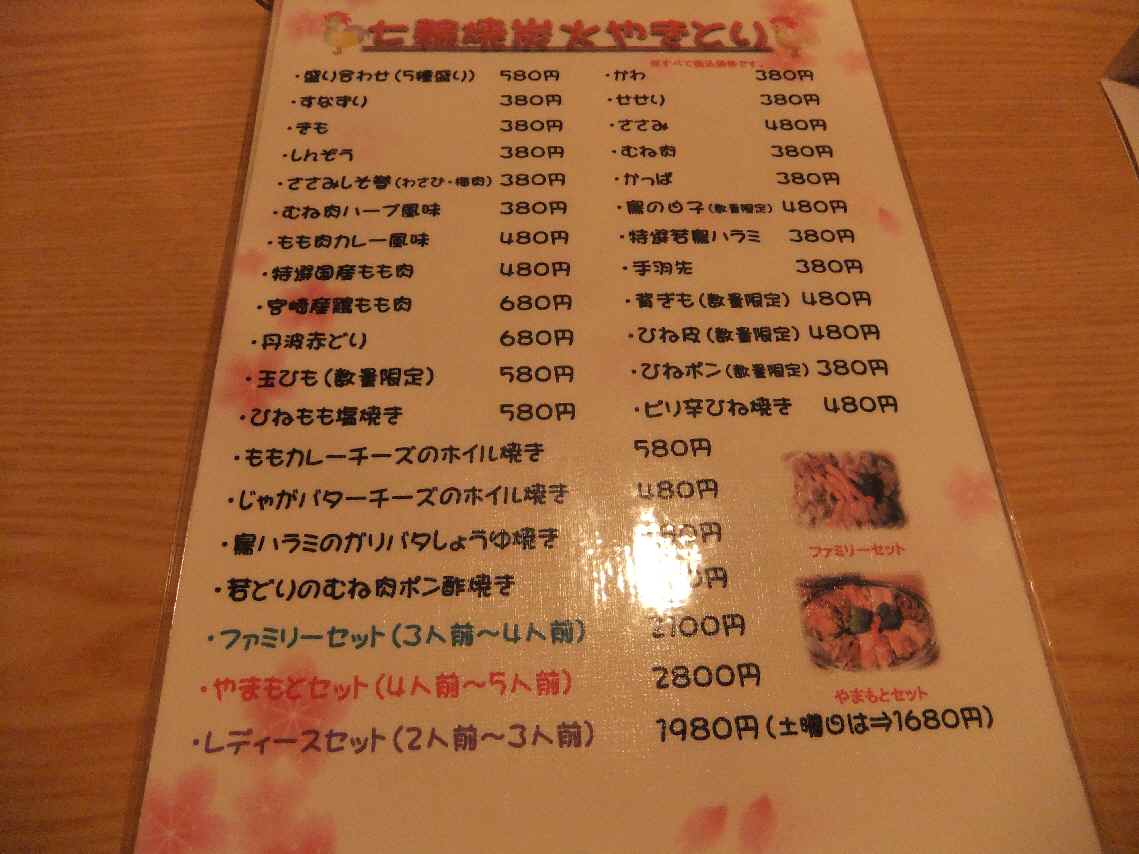 七輪焼炭火やきとり
※すべて税込価格です。
・盛り合わせ（5種盛り） 580円
・かわ 380円
・すなずり 380円
・せせり 380円
・きも 380円
・ささみ 480円
・しんぞう 380円
・むね肉 380円
・ささみしそ巻（わさび・梅肉） 380円
・かっぱ 380円
・むね肉ハーブ風味 380円
・鳥の白子（数量限定） 480円
・もも肉カレー風味 480円
・特選若鳥ハラミ 380円
・特選国産もも肉 480円
・手羽先 380円
・宮崎産鶏もも肉 680円
・背ぎも（数量限定） 480円
・丹波赤どり 680円
・ひね皮（数量限定） 480円
・玉ひも（数量限定） 580円
・ひねポン（数量限定） 380円
・ひねもも塩焼き 580円
・ピリ辛ひね焼き 480円
・ももカレーチーズのホイル焼き 580円
・じゃがバターチーズのホイル焼き 480円
・鳥ハラミのガリバタしょうゆ焼き 80円
・若どりのむね肉ポン酢焼き 円
・ファミリーセット（3人前～4人前） 2100円
・やまもとセット（4人前～5人前） 2800円
・レディースセット（2人前～3人前） 1980円（土曜日は⇒1680円）
ファミリーセット
やまもとセット